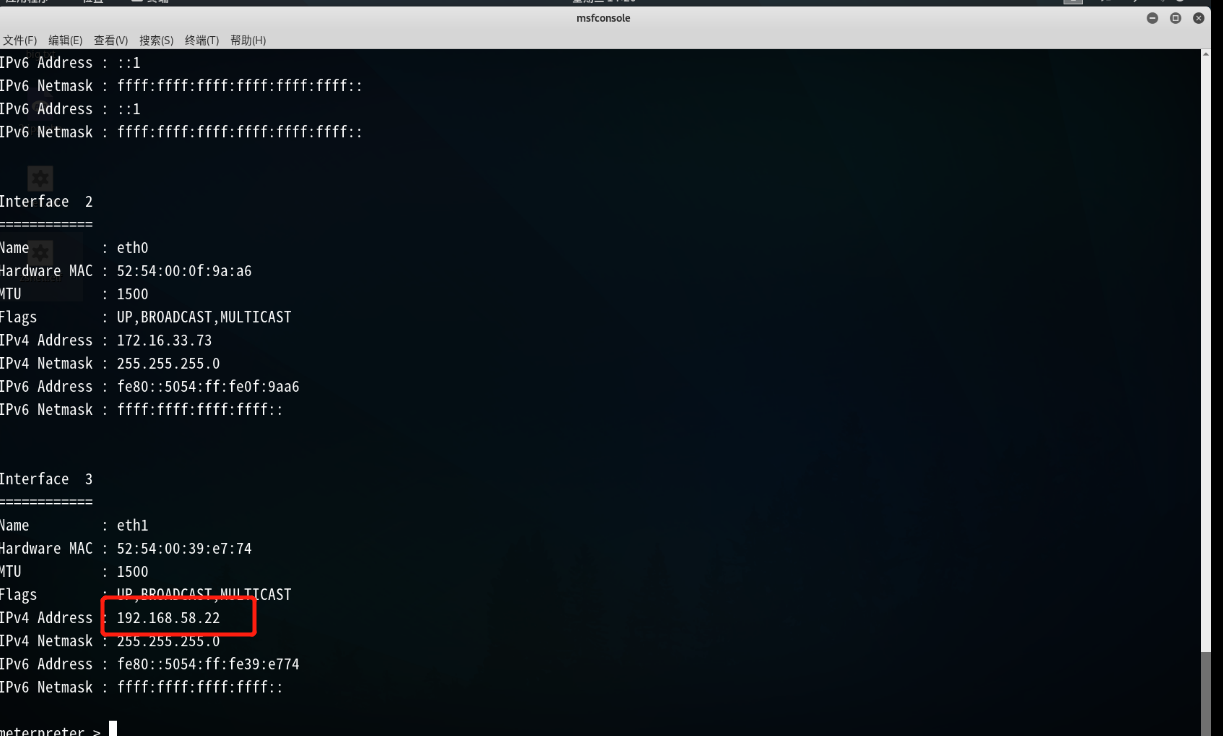 msfconsole
文件(F) 编辑(E) 查看(V) 搜索(S) 终端(T) 帮助(H)
IPv6 Address : ::1
IPv6 Netmask : ffff:ffff:ffff:ffff:ffff:ffff::
IPv6 Address : ::1
IPv6 Netmask : ffff:ffff:ffff:ffff:ffff:ffff::
Interface 2
============
Name : eth0
Hardware MAC : 52:54:00:0f:9a:a6
MTU : 1500
Flags : UP,BROADCAST,MULTICAST
IPv4 Address : 172.16.33.73
IPv4 Netmask : 255.255.255.0
IPv6 Address : fe80::5054:ff:fe0f:9aa6
IPv6 Netmask : ffff:ffff:ffff:ffff::
Interface 3
============
Name : eth1
Hardware MAC : 52:54:00:39:e7:74
MTU : 1500
Flags : UP,BROADCAST,MULTICAST
IPv4 Address : 192.168.58.22
IPv4 Netmask : 255.255.255.0
IPv6 Address : fe80::5054:ff:fe39:e774
IPv6 Netmask : ffff:ffff:ffff:ffff::
meterpreter >